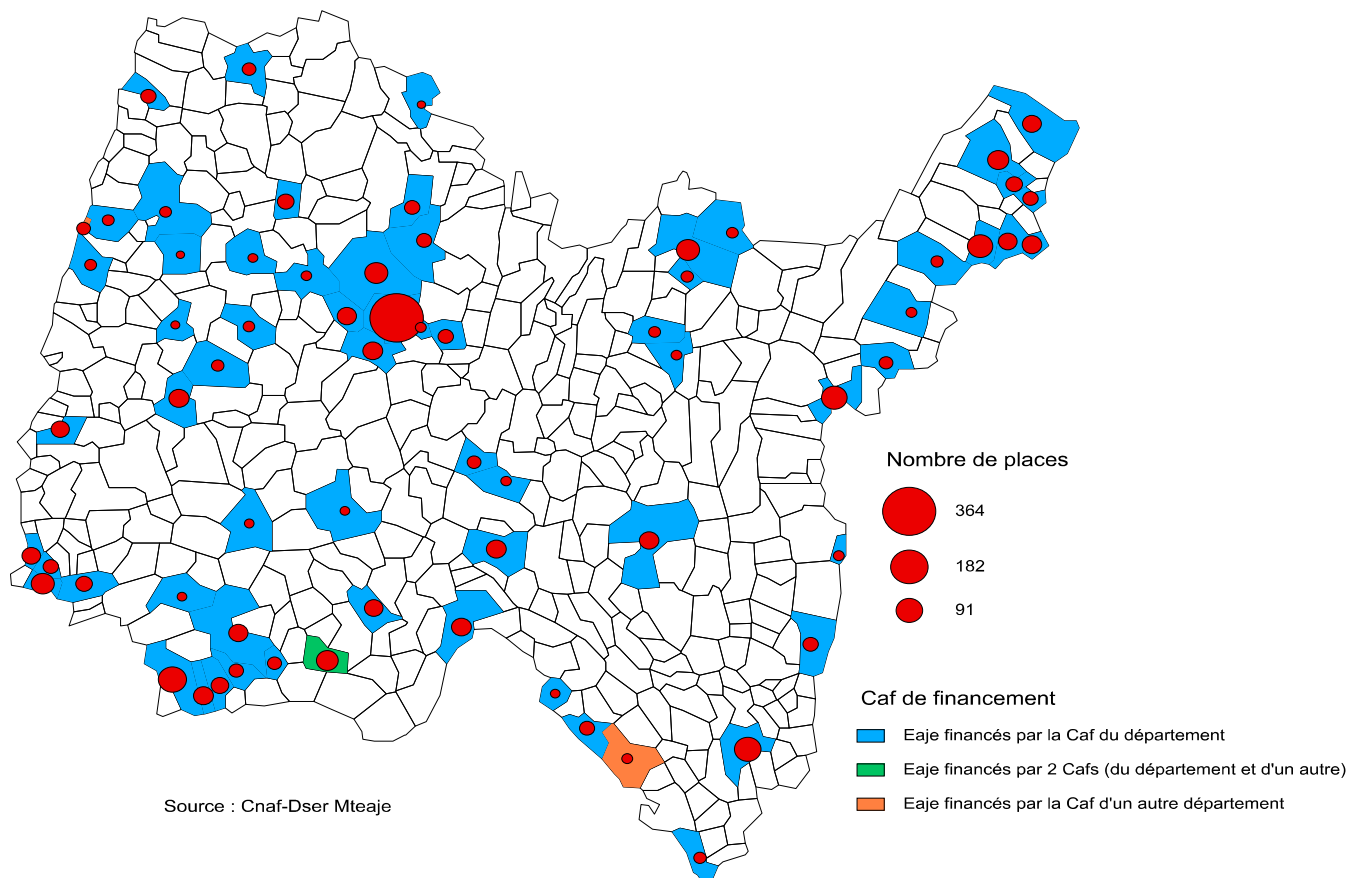 Nombre de places
364
182
91
Caf de financement
Eaje financés par la Caf du département
Eaje financés par 2 Cafs (du département et d'un autre)
Eaje financés par la Caf d'un autre département
Source : Cnaf-Dser Mteaje